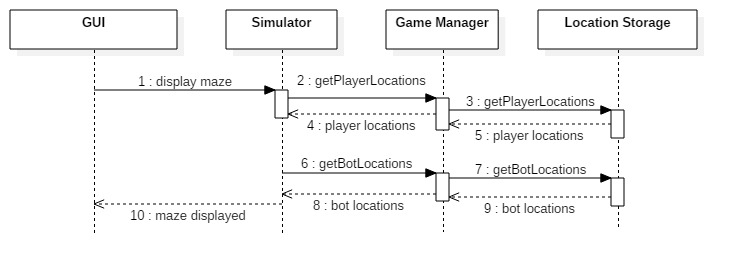 GUI
Simulator
Game Manager
Location Storage
1 : display maze
2 : getPlayerLocations
3 : getPlayerLocations
4 : player locations
5 : player locations
6 : getBotLocations
7 : getBotLocations
8 : bot locations
9 : bot locations
10 : maze displayed